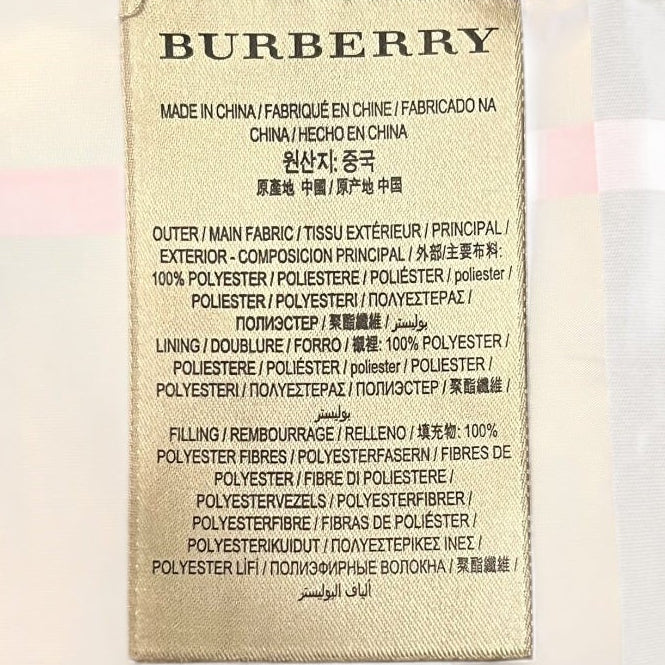 BURBERRY
MADE IN CHINA / FABRIQUÉ EN CHINE / FABRICADO NA
CHINA / HECHO EN CHINA
원산지: 중국
原產地 中國 / 原产地 中国
OUTER / MAIN FABRIC / TISSU EXTÉRIEUR / PRINCIPAL /
EXTERIOR - COMPOSICION PRINCIPAL / 外部/主要布料:
100% POLYESTER / POLIESTERE / POLIÉSTER / poliester /
POLIESTER / POLYESTERI / ΠΟΛΥΕΣΤΕΡΑΣ /
ПОЛИЭСТЕР / 聚酯纖維 / بوليستر /
LINING / DOUBLURE / FORRO / 襯裡: 100% POLYESTER /
POLIESTERE / POLIÉSTER / poliester / POLIESTER /
POLYESTERI / ΠΟΛΥΕΣΤΕΡΑΣ / ПОЛИЭСТЕР / 聚酯纖維 /
بوليستر
FILLING / REMBOURRAGE / RELLENO / 填充物: 100%
POLYESTER FIBRES / POLYESTERFASERN / FIBRES DE
POLYESTER / FIBRE DI POLIESTERE /
POLYESTERVEZELS / POLYESTERFIBRER /
POLYESTERFIBRE / FIBRAS DE POLIÉSTER /
POLYESTERIKUIDUT / ΠΟΛΥΕΣΤΕΡΙΚΕΣ ΙΝΕΣ /
POLYESTER LİFİ / ПОЛИЭФИРНЫЕ ВОЛОКНА / 聚酯纖維 /
ألياف البوليستر